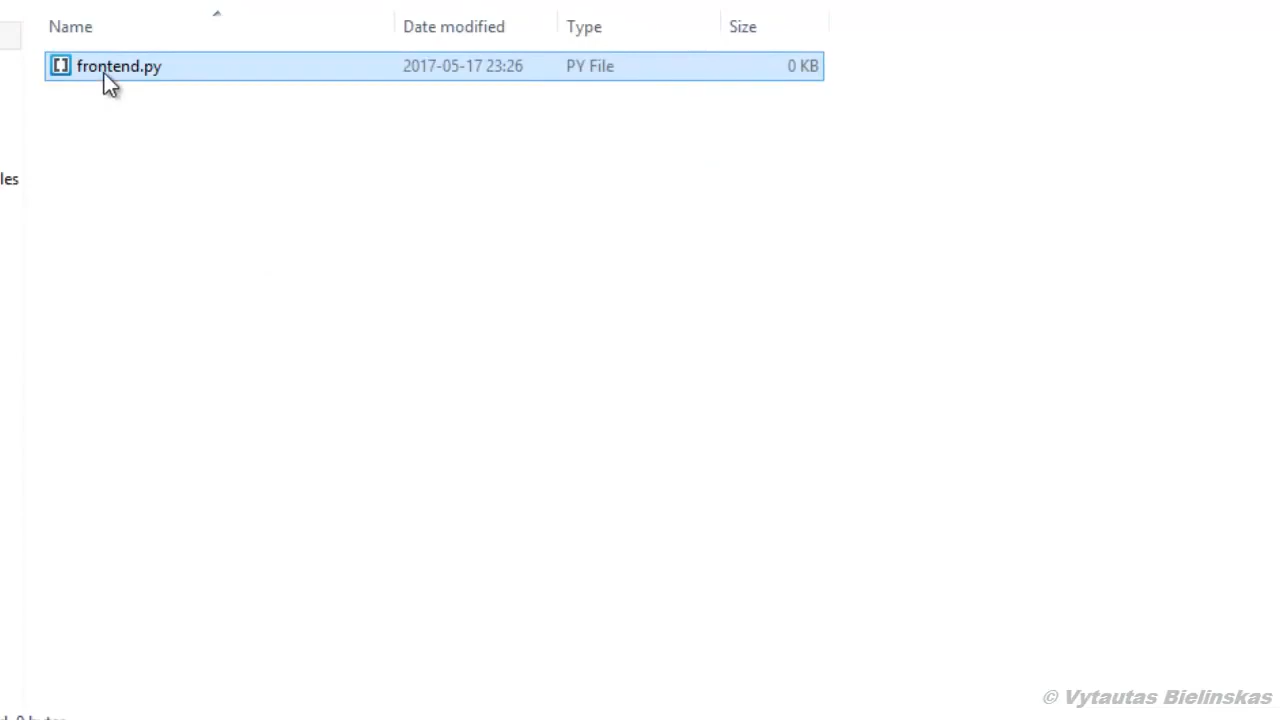 Name Date modified Type Size
frontend.py 2017-05-17 23:26 PY File 0 KB
les
© Vytautas Bielinskas